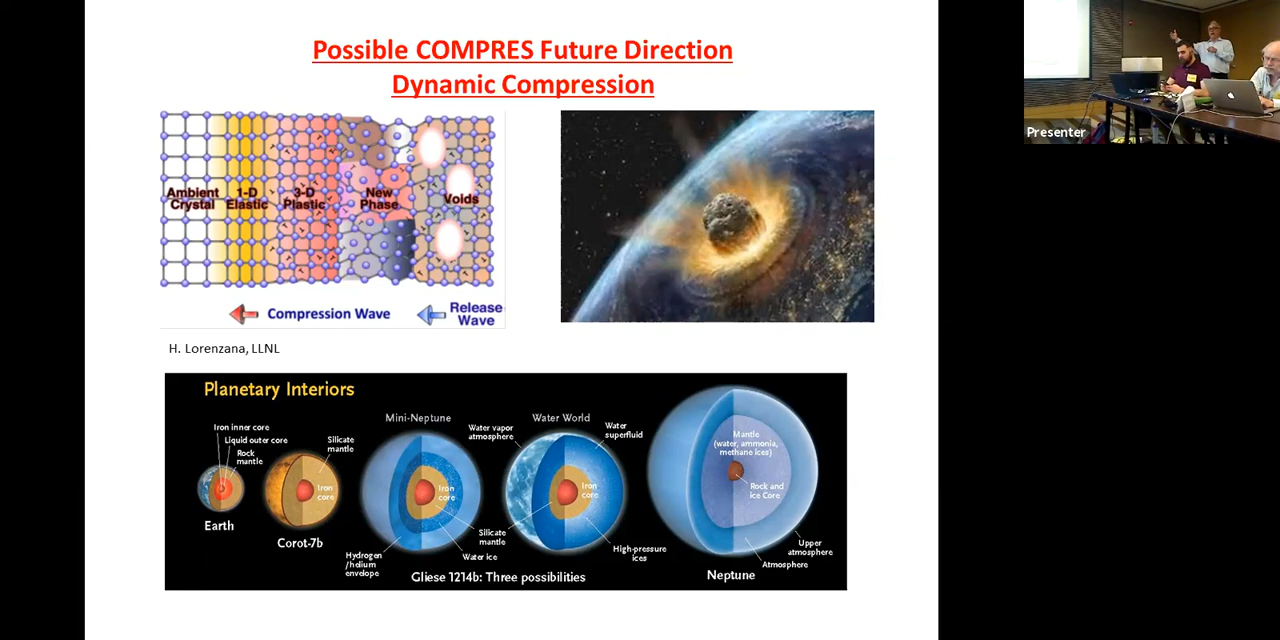 Possible COMPRES Future Direction
Dynamic Compression
Ambient
Crystal
1-D
Elastic
3-D
Plastic
New
Phase
Voids
Compression Wave
Release
Wave
H. Lorenzana, LLNL
Presenter
Planetary Interiors
Iron inner core
Liquid outer core
Rock
mantle
Earth
Silicate
mantle
Iron
core
Corot-7b
Mini-Neptune
Iron
core
Hydrogen
/helium
envelope
Water ice
Silicate
mantle
Water vapor
atmosphere
Water World
Water
superfluid
Iron
core
High-pressure
ices
Gliese 1214b: Three possibilities
Mantle
(water, ammonia,
methane ices)
Rock and
ice Core
Upper
atmosphere
Atmosphere
Neptune